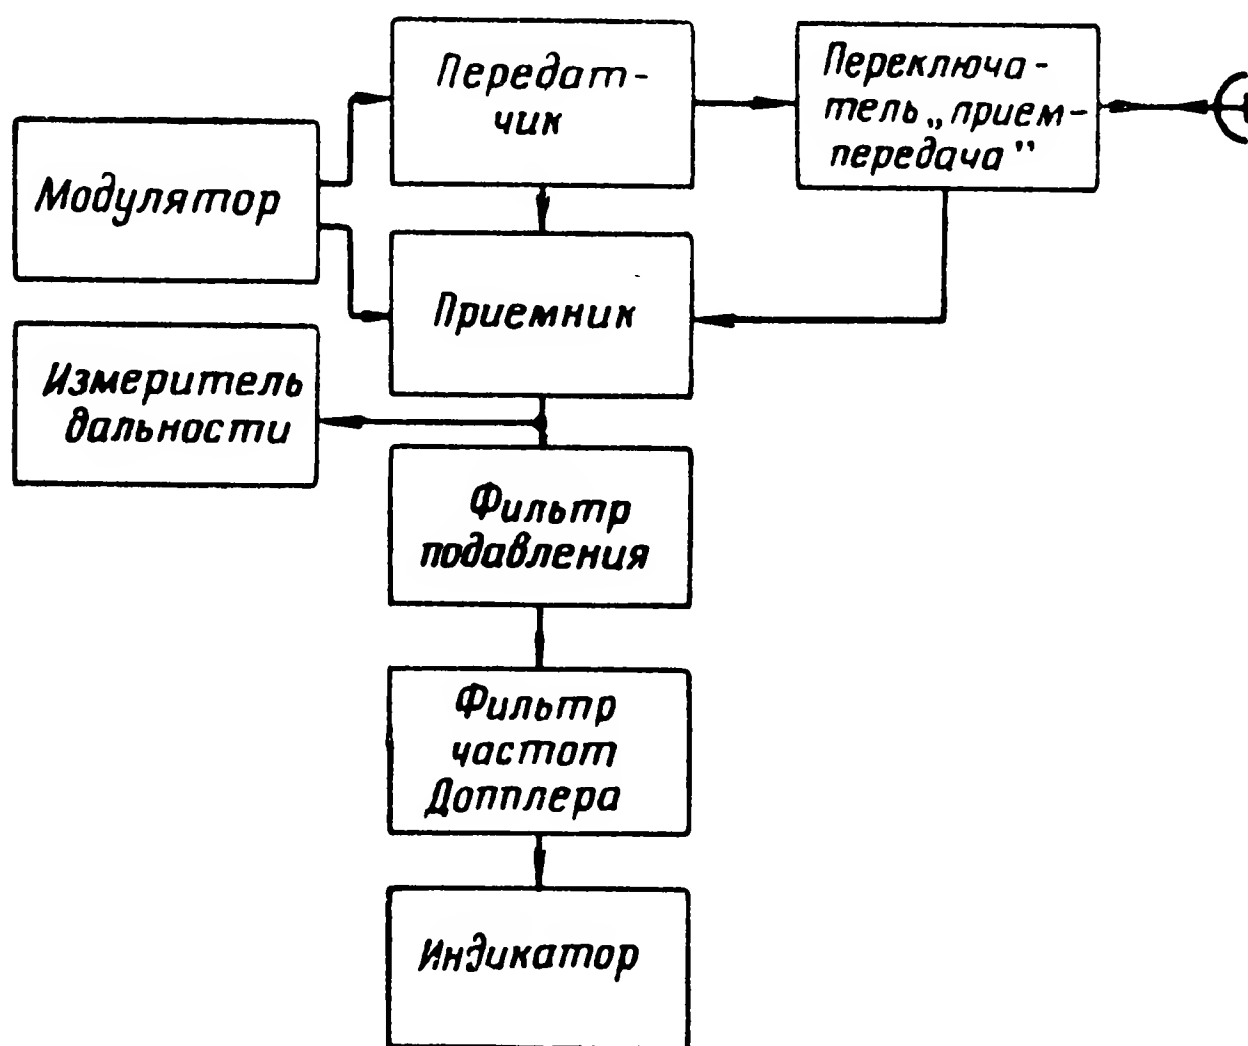 Передат-
чик
Переключа-
тель „прием-
передача”
Модулятор
Приемник
Измеритель
дальности
Фильтр
подавления
Фильтр
частот
Допплера
Индикатор